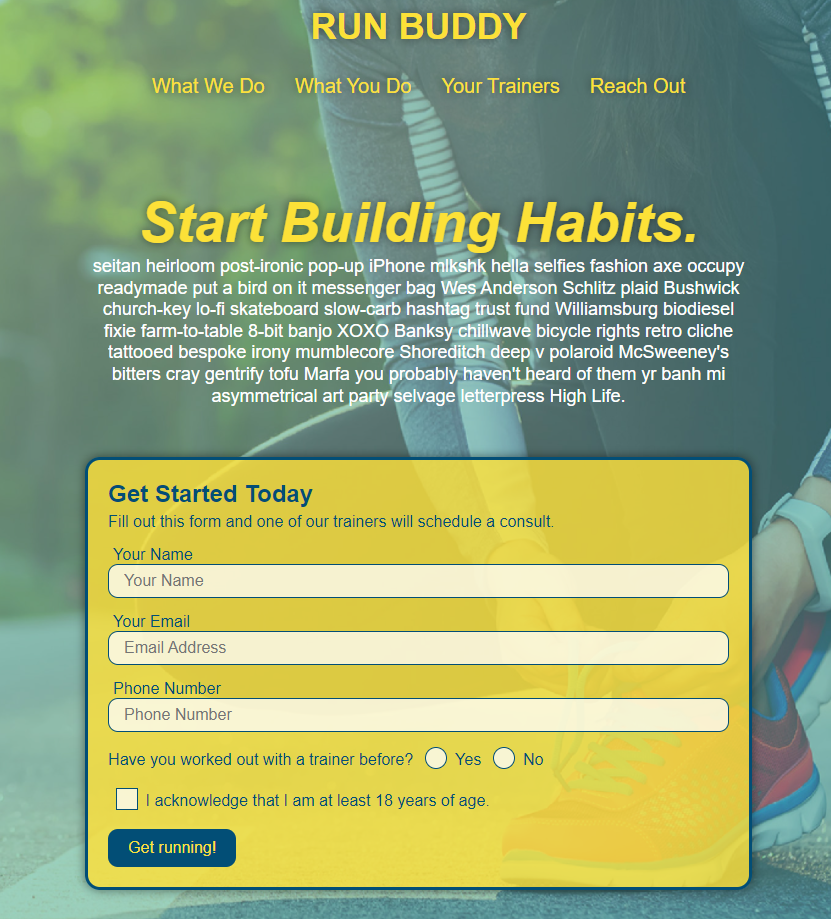 RUN BUDDY
What We Do What You Do Your Trainers Reach Out
Start Building Habits.
seitan heirloom post-ironic pop-up iPhone mlkshk hella selfies fashion axe occupy
readymade put a bird on it messenger bag Wes Anderson Schlitz plaid Bushwick
church-key lo-fi skateboard slow-carb hashtag trust fund Williamsburg biodiesel
fixie farm-to-table 8-bit banjo XOXO Banksy chillwave bicycle rights retro cliche
tattooed bespoke irony mumblecore Shoreditch deep v polaroid McSweeney's
bitters cray gentrify tofu Marfa you probably haven't heard of them yr banh mi
asymmetrical art party selvage letterpress High Life.
Get Started Today
Fill out this form and one of our trainers will schedule a consult.
Your Name
Your Name
Your Email
Email Address
Phone Number
Phone Number
Have you worked out with a trainer before? Yes No
I acknowledge that I am at least 18 years of age.
Get running!